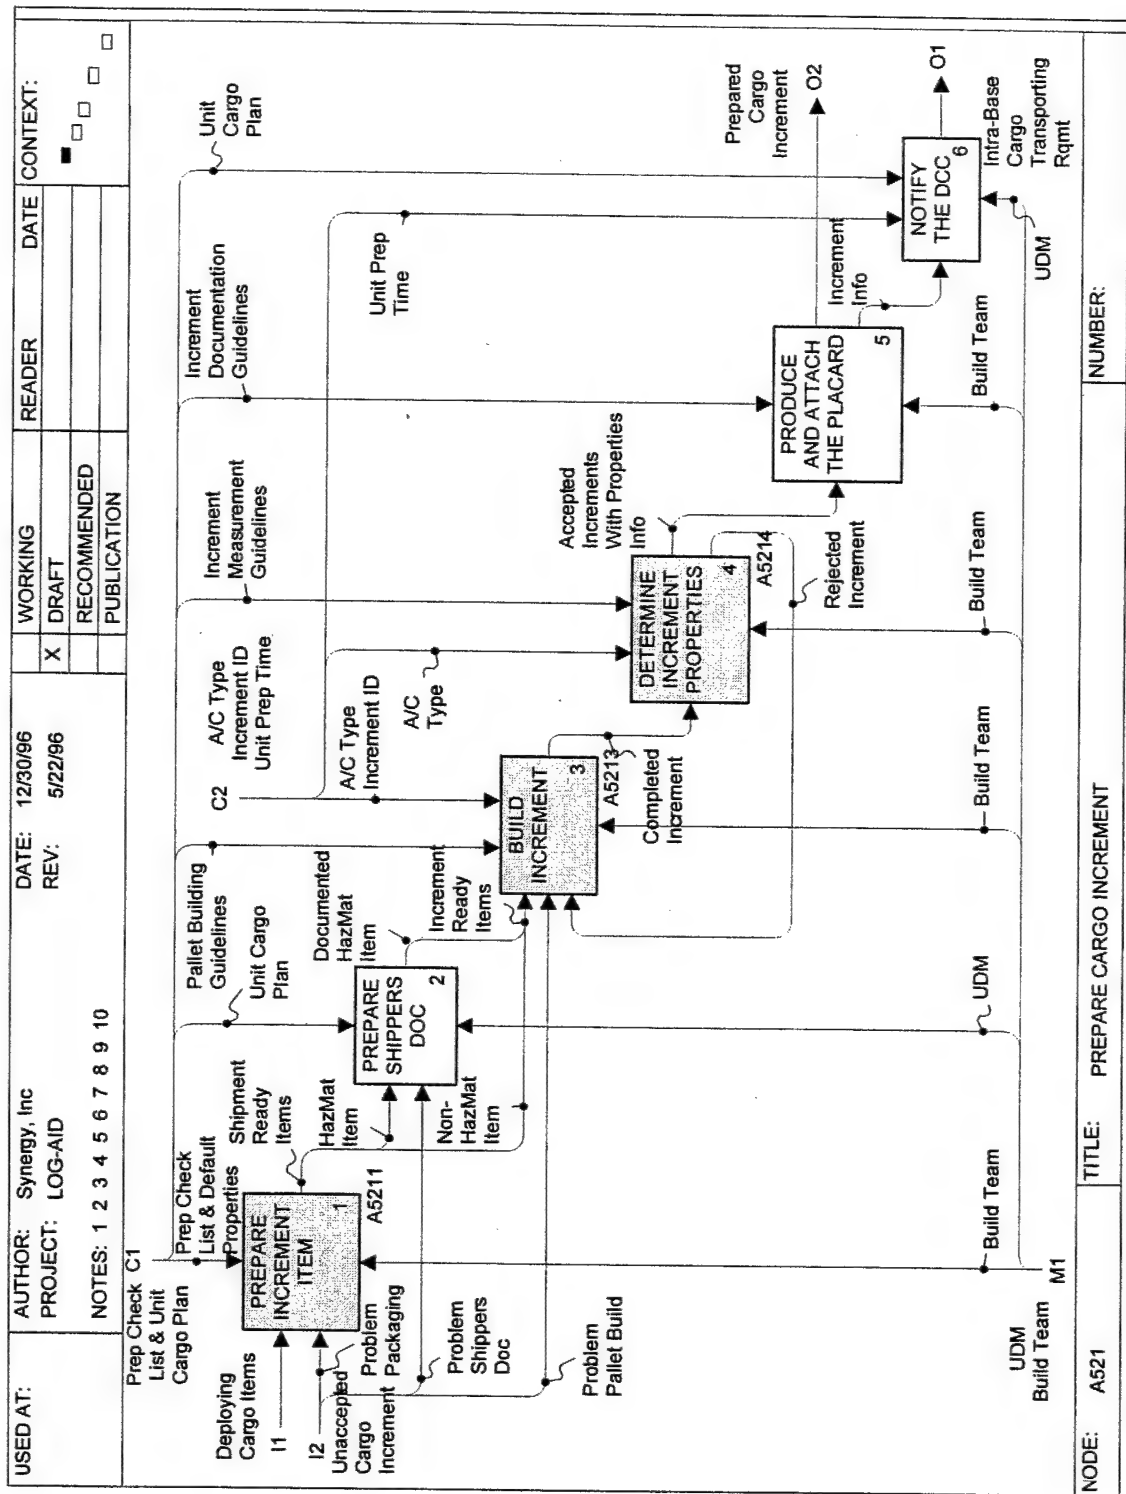 USED AT:
AUTHOR: Synergy, Inc
PROJECT: LOG-AID
NOTES: 1 2 3 4 5 6 7 8 9 10
DATE: 12/30/96
REV: 5/22/96
WORKING
X DRAFT
RECOMMENDED
PUBLICATION
READER
DATE
CONTEXT:
Prep Check
List & Unit
Cargo Plan
C1
Prep Check
List & Default
Properties
Unit Cargo
Plan
Pallet Building
Guidelines
C2
A/C Type
Increment ID
Unit Prep Time
A/C Type
Increment ID
A/C
Type
Increment
Measurement
Guidelines
Increment
Documentation
Guidelines
Unit Prep
Time
Unit
Cargo
Plan
Deploying
Cargo Items
I1
I2
Unaccepted
Cargo
Increment
Problem
Packaging
Problem
Shippers
Doc
Problem
Pallet Build
PREPARE
INCREMENT
ITEM
1
A5211
Shipment
Ready
Items
HazMat
Item
Non-
HazMat
Item
PREPARE
SHIPPERS
DOC
2
Documented
HazMat
Item
Increment
Ready
Items
BUILD
INCREMENT
3
A5213
Completed
Increment
DETERMINE
INCREMENT
PROPERTIES
4
A5214
Rejected
Increment
Accepted
Increments
With Properties
Info
PRODUCE
AND ATTACH
THE PLACARD
5
Increment
Info
Prepared
Cargo
Increment
O2
NOTIFY
THE DCC
6
O1
Intra-Base
Cargo
Transporting
Rqmt
UDM
Build Team
M1
Build Team
UDM
Build Team
Build Team
Build Team
UDM
NODE: A521
TITLE: PREPARE CARGO INCREMENT
NUMBER: